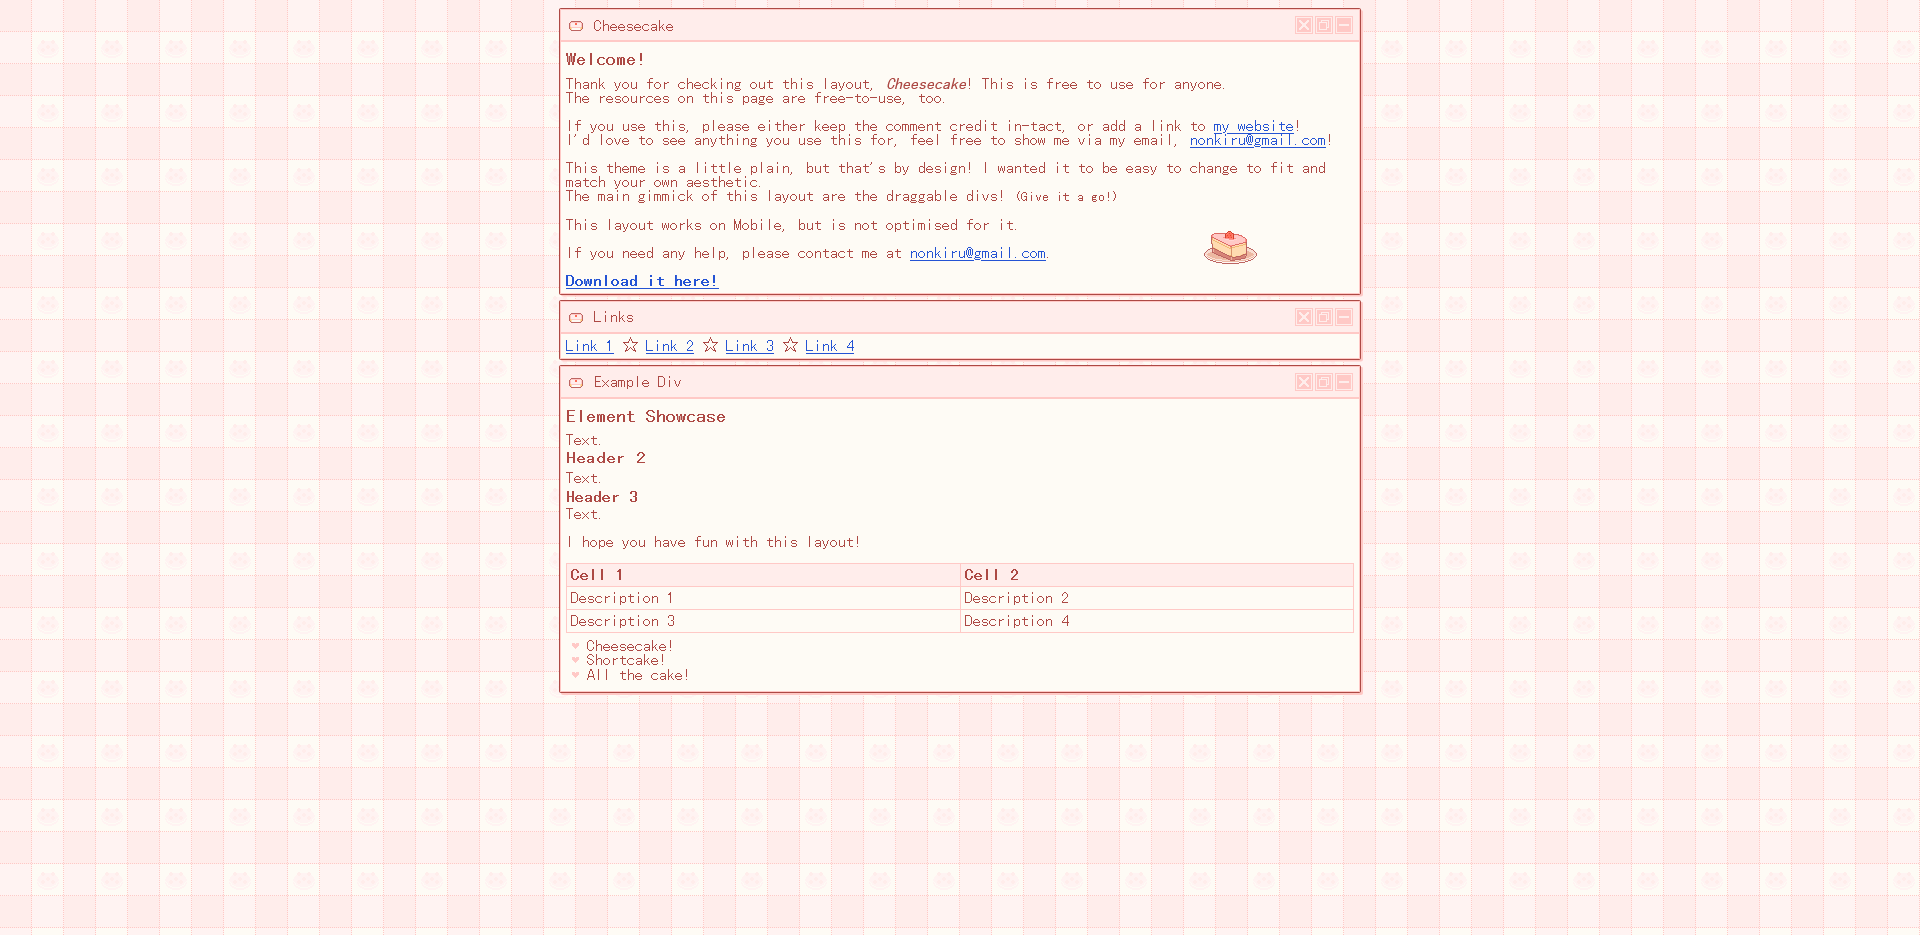 Cheesecake
Welcome!
Thank you for checking out this layout, Cheesecake! This is free to use for anyone.
The resources on this page are free-to-use, too.
If you use this, please either keep the comment credit in-tact, or add a link to my website!
I'd love to see anything you use this for, feel free to show me via my email, nonkiru@gmail.com!
This theme is a little plain, but that's by design! I wanted it to be easy to change to fit and
match your own aesthetic.
The main gimmick of this layout are the draggable divs! (Give it a go!)
This layout works on Mobile, but is not optimised for it.
If you need any help, please contact me at nonkiru@gmail.com.
Download it here!
Links
Link 1 ☆ Link 2 ☆ Link 3 ☆ Link 4
Example Div
Element Showcase
Text.
Header 2
Text.
Header 3
Text.
I hope you have fun with this layout!
Cell 1 Cell 2
Description 1 Description 2
Description 3 Description 4
Cheesecake!
Shortcake!
All the cake!